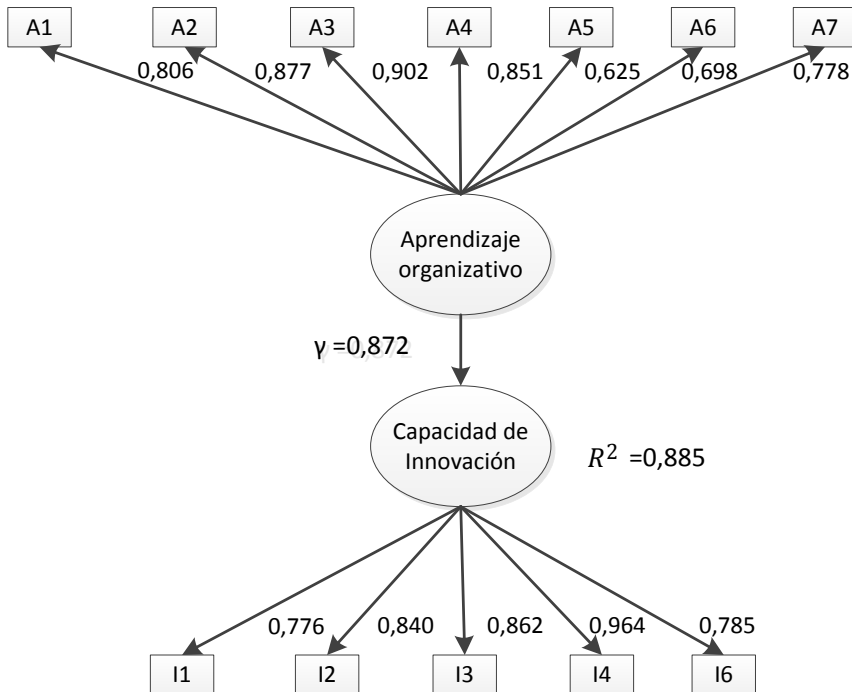 A1 A2 A3 A4 A5 A6 A7
0,806 0,877 0,902 0,851 0,625 0,698 0,778
Aprendizaje
organizativo
γ =0,872
Capacidad de
Innovación
R² =0,885
0,776 0,840 0,862 0,964 0,785
I1 I2 I3 I4 I6